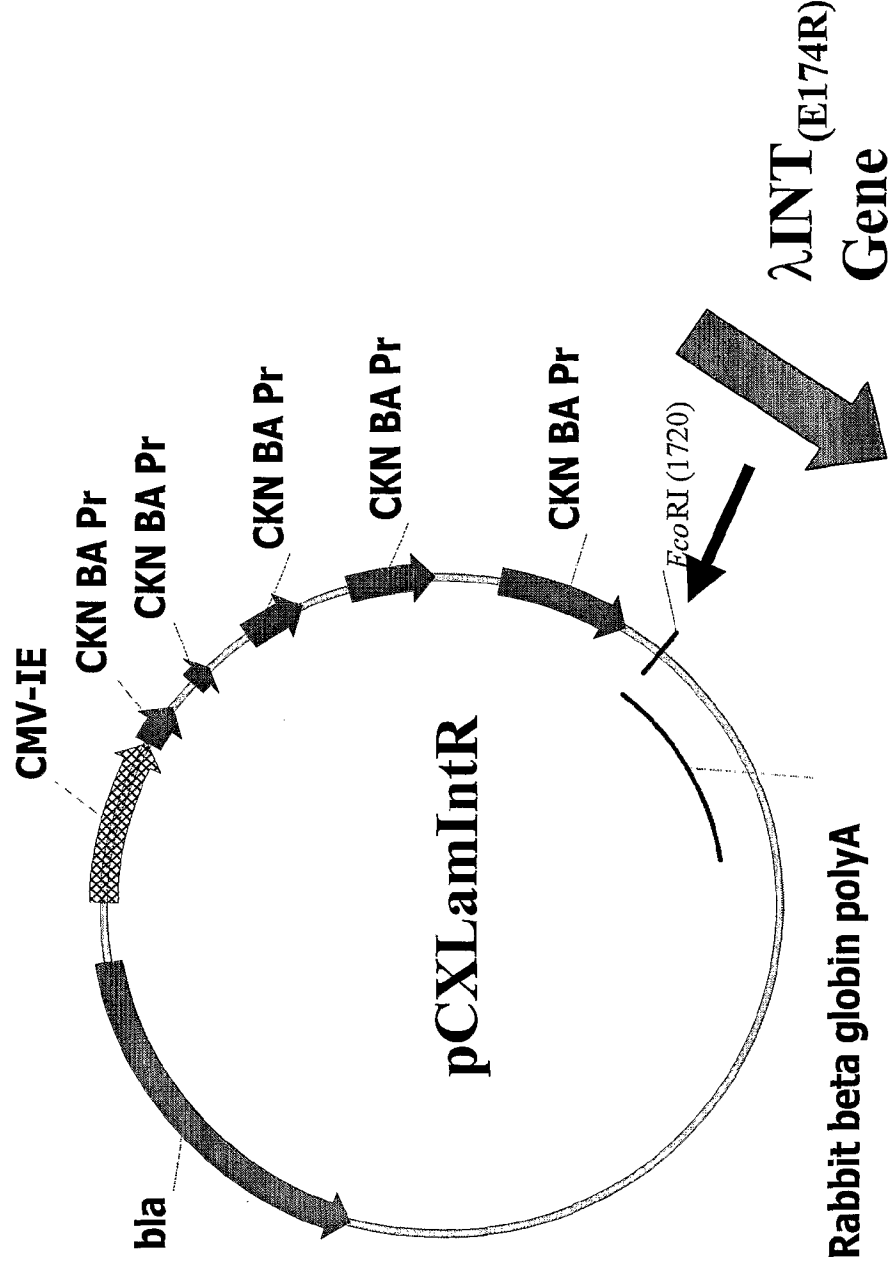 CMV-IE
CKN BA Pr
CKN BA Pr
CKN BA Pr
CKN BA Pr
CKN BA Pr
bla
pCXLamIntR
EcoRI (1720)
λINT(E174R)
Gene
Rabbit beta globin polyA